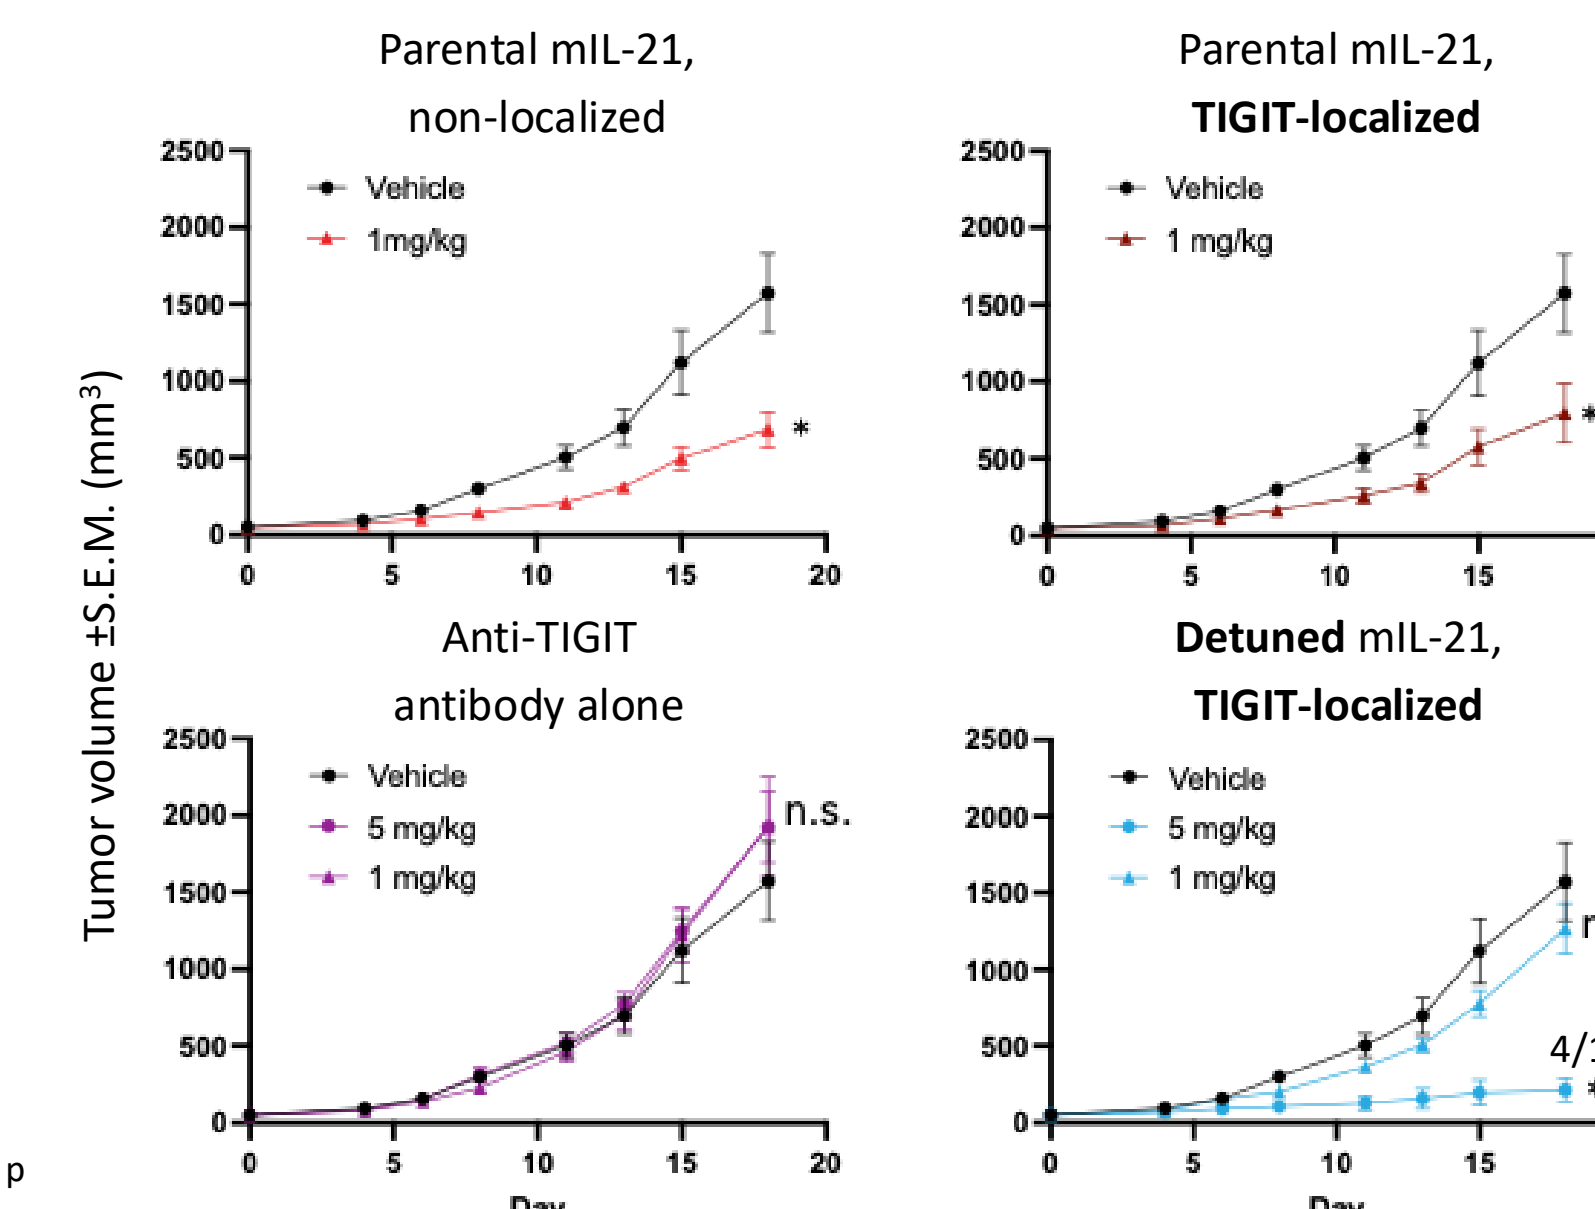 Parental mIL-21,
non-localized
2500
2000
1500
1000
500
0
0 5 10 15 20
Vehicle
1mg/kg
*
Parental mIL-21,
TIGIT-localized
2500
2000
1500
1000
500
0
0 5 10 15
Vehicle
1 mg/kg
*
Tumor volume ±S.E.M. (mm³)
Anti-TIGIT
antibody alone
2500
2000
1500
1000
500
0
0 5 10 15 20
Vehicle
5 mg/kg
1 mg/kg
n.s.
Day
Detuned mIL-21,
TIGIT-localized
2500
2000
1500
1000
500
0
0 5 10 15
Vehicle
5 mg/kg
1 mg/kg
4/1
*
Day
p